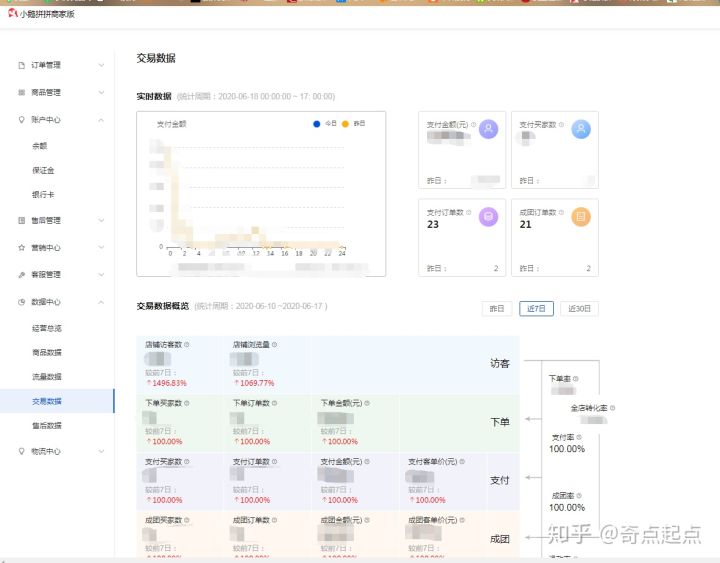 小鹅拼拼商家版
订单管理
商品管理
账户中心
余额
保证金
银行卡
售后管理
营销中心
客服管理
数据中心
经营总览
商品数据
流量数据
交易数据
售后数据
物流中心
交易数据
实时数据 (统计周期：2020-06-18 00:00:00 ~ 17: 00:00)
支付金额 今日 昨日
0
0 2 4 6 8 10 12 14 16 18 20 22 24
支付金额(元)
昨日：
支付买家数
昨日：
支付订单数
23
昨日： 2
成团订单数
21
昨日： 2
交易数据概览 (统计周期：2020-06-10 ~2020-06-17 )
昨日 近7日 近30日
店铺访客数 店铺浏览量
较前7日： 较前7日：
↑1496.83% ↑1069.77%
访客
下单买家数 下单订单数 下单金额(元)
较前7日： 较前7日： 较前7日：
↑100.00% ↑100.00% ↑100.00%
下单
支付买家数 支付订单数 支付金额(元) 支付客单价(元)
较前7日： 较前7日： 较前7日： 较前7日：
↑100.00% ↑100.00% ↑100.00% ↑100.00%
支付
成团买家数 成团订单数 成团金额(元) 成团客单价(元)
较前7日： 较前7日： 较前7日： 较前7日：
↑100.00% ↑100.00% ↑100.00% ↑100.00%
成团
下单率
全店转化率
支付率
100.00%
成团率
100.00%
知乎 @奇点起点